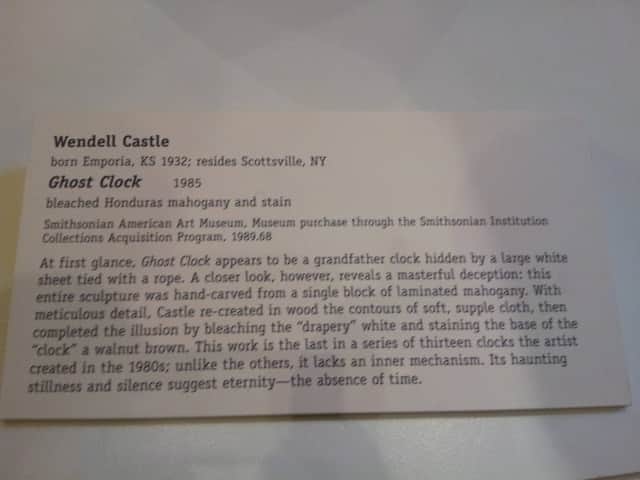 Wendell Castle
born Emporia, KS 1932; resides Scottsville, NY
Ghost Clock 1985
bleached Honduras mahogany and stain
Smithsonian American Art Museum, Museum purchase through the Smithsonian Institution
Collections Acquisition Program, 1989.68
At first glance, Ghost Clock appears to be a grandfather clock hidden by a large white
sheet tied with a rope. A closer look, however, reveals a masterful deception: this
entire sculpture was hand-carved from a single block of laminated mahogany. With
meticulous detail, Castle re-created in wood the contours of soft, supple cloth, then
completed the illusion by bleaching the “drapery” white and staining the base of the
“clock” a walnut brown. This work is the last in a series of thirteen clocks the artist
created in the 1980s; unlike the others, it lacks an inner mechanism. Its haunting
stillness and silence suggest eternity—the absence of time.